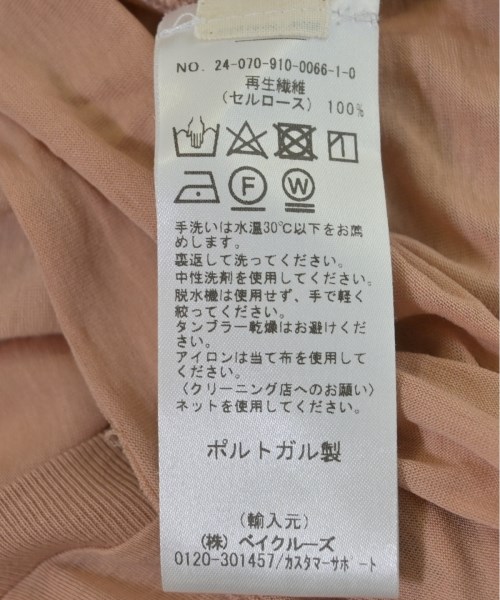 NO. 24-070-910-0066-1-0
再生繊維
(セルロース) 100%
F
W
手洗いは水温30℃以下をお薦
めします。
裏返して洗ってください。
中性洗剤を使用してください。
脱水機は使用せず、手で軽く
絞ってください。
タンブラー乾燥はお避けくだ
さい。
アイロンは当て布を使用して
ください。
〈クリーニング店へのお願い〉
ネットを使用してください。
ポルトガル製
(輸入元)
(株) ベイクルーズ
0120-301457/カスタマーサポート